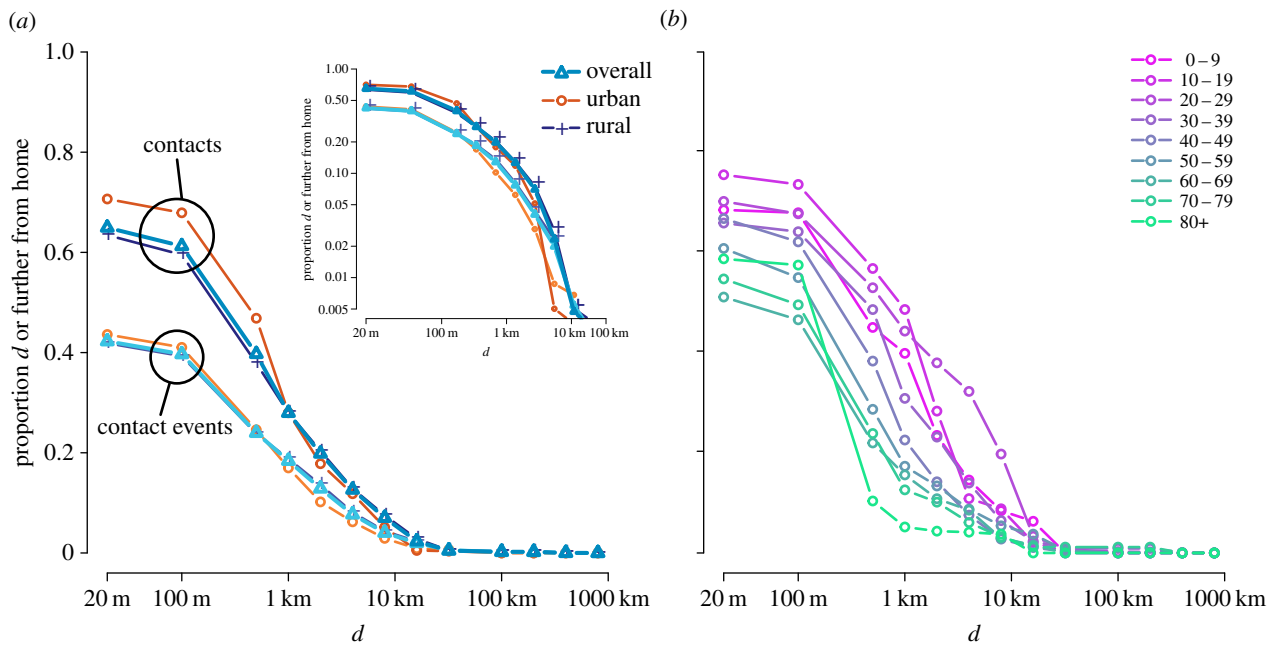 (a)
(b)
proportion d or further from home
1.0
0.8
0.6
0.4
0.2
0
contacts
contact events
20 m
100 m
1 km
10 km
100 km
1000 km
d
proportion d or further from home
1.00
0.50
0.20
0.10
0.05
0.02
0.01
0.005
20 m
100 m
1 km
10 km
100 km
d
overall
urban
rural
0 – 9
10 – 19
20 – 29
30 – 39
40 – 49
50 – 59
60 – 69
70 – 79
80+
20 m
100 m
1 km
10 km
100 km
1000 km
d